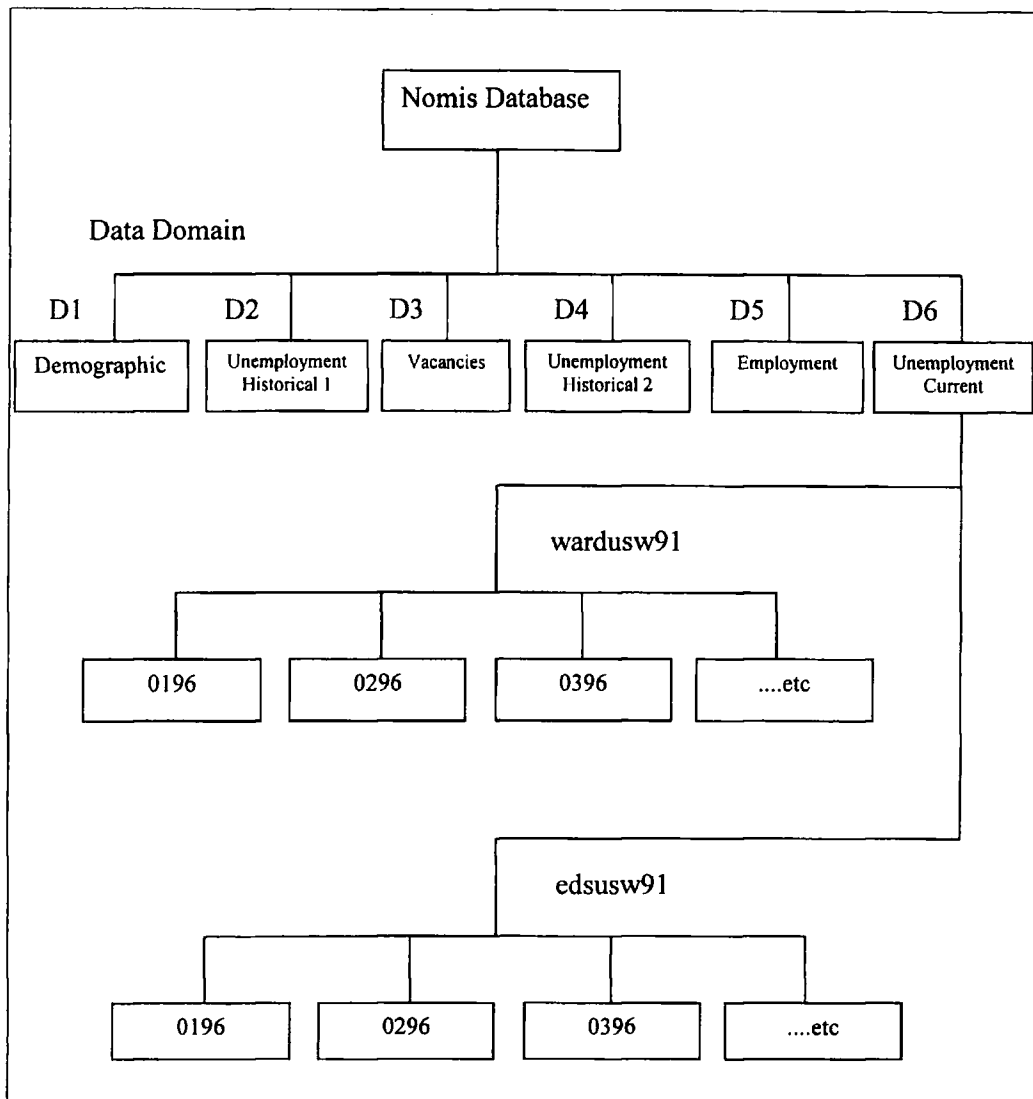 Nomis Database
Data Domain
D1
D2
D3
D4
D5
D6
Demographic
Unemployment
Historical 1
Vacancies
Unemployment
Historical 2
Employment
Unemployment
Current
wardusw91
0196
0296
0396
....etc
edsusw91
0196
0296
0396
....etc